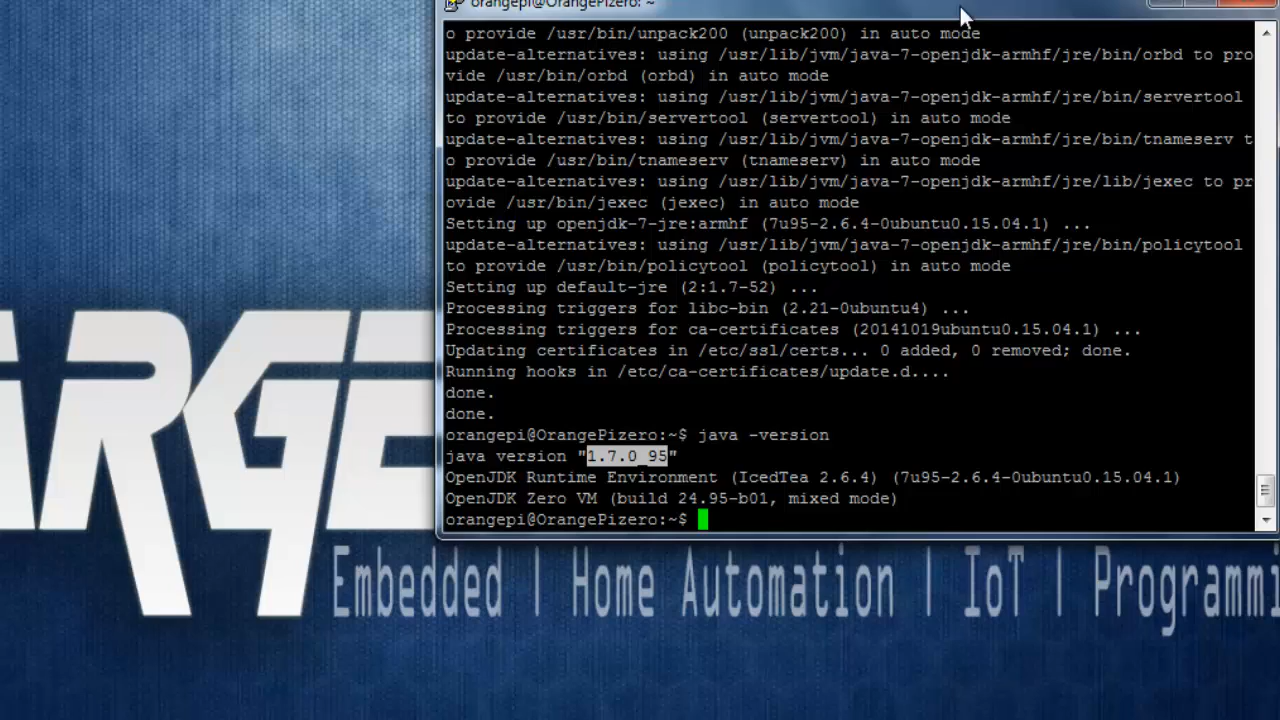 orangepi@OrangePizero: ~
o provide /usr/bin/unpack200 (unpack200) in auto mode
update-alternatives: using /usr/lib/jvm/java-7-openjdk-armhf/jre/bin/orbd to pro
vide /usr/bin/orbd (orbd) in auto mode
update-alternatives: using /usr/lib/jvm/java-7-openjdk-armhf/jre/bin/servertool
to provide /usr/bin/servertool (servertool) in auto mode
update-alternatives: using /usr/lib/jvm/java-7-openjdk-armhf/jre/bin/tnameserv t
o provide /usr/bin/tnameserv (tnameserv) in auto mode
update-alternatives: using /usr/lib/jvm/java-7-openjdk-armhf/jre/lib/jexec to pr
ovide /usr/bin/jexec (jexec) in auto mode
Setting up openjdk-7-jre:armhf (7u95-2.6.4-0ubuntu0.15.04.1) ...
update-alternatives: using /usr/lib/jvm/java-7-openjdk-armhf/jre/bin/policytool
to provide /usr/bin/policytool (policytool) in auto mode
Setting up default-jre (2:1.7-52) ...
Processing triggers for libc-bin (2.21-0ubuntu4) ...
Processing triggers for ca-certificates (20141019ubuntu0.15.04.1) ...
Updating certificates in /etc/ssl/certs... 0 added, 0 removed; done.
Running hooks in /etc/ca-certificates/update.d....
done.
done.
orangepi@OrangePizero:~$ java -version
java version "1.7.0_95"
OpenJDK Runtime Environment (IcedTea 2.6.4) (7u95-2.6.4-0ubuntu0.15.04.1)
OpenJDK Zero VM (build 24.95-b01, mixed mode)
orangepi@OrangePizero:~$
ARGE
Embedded | Home Automation | IoT | Programmi